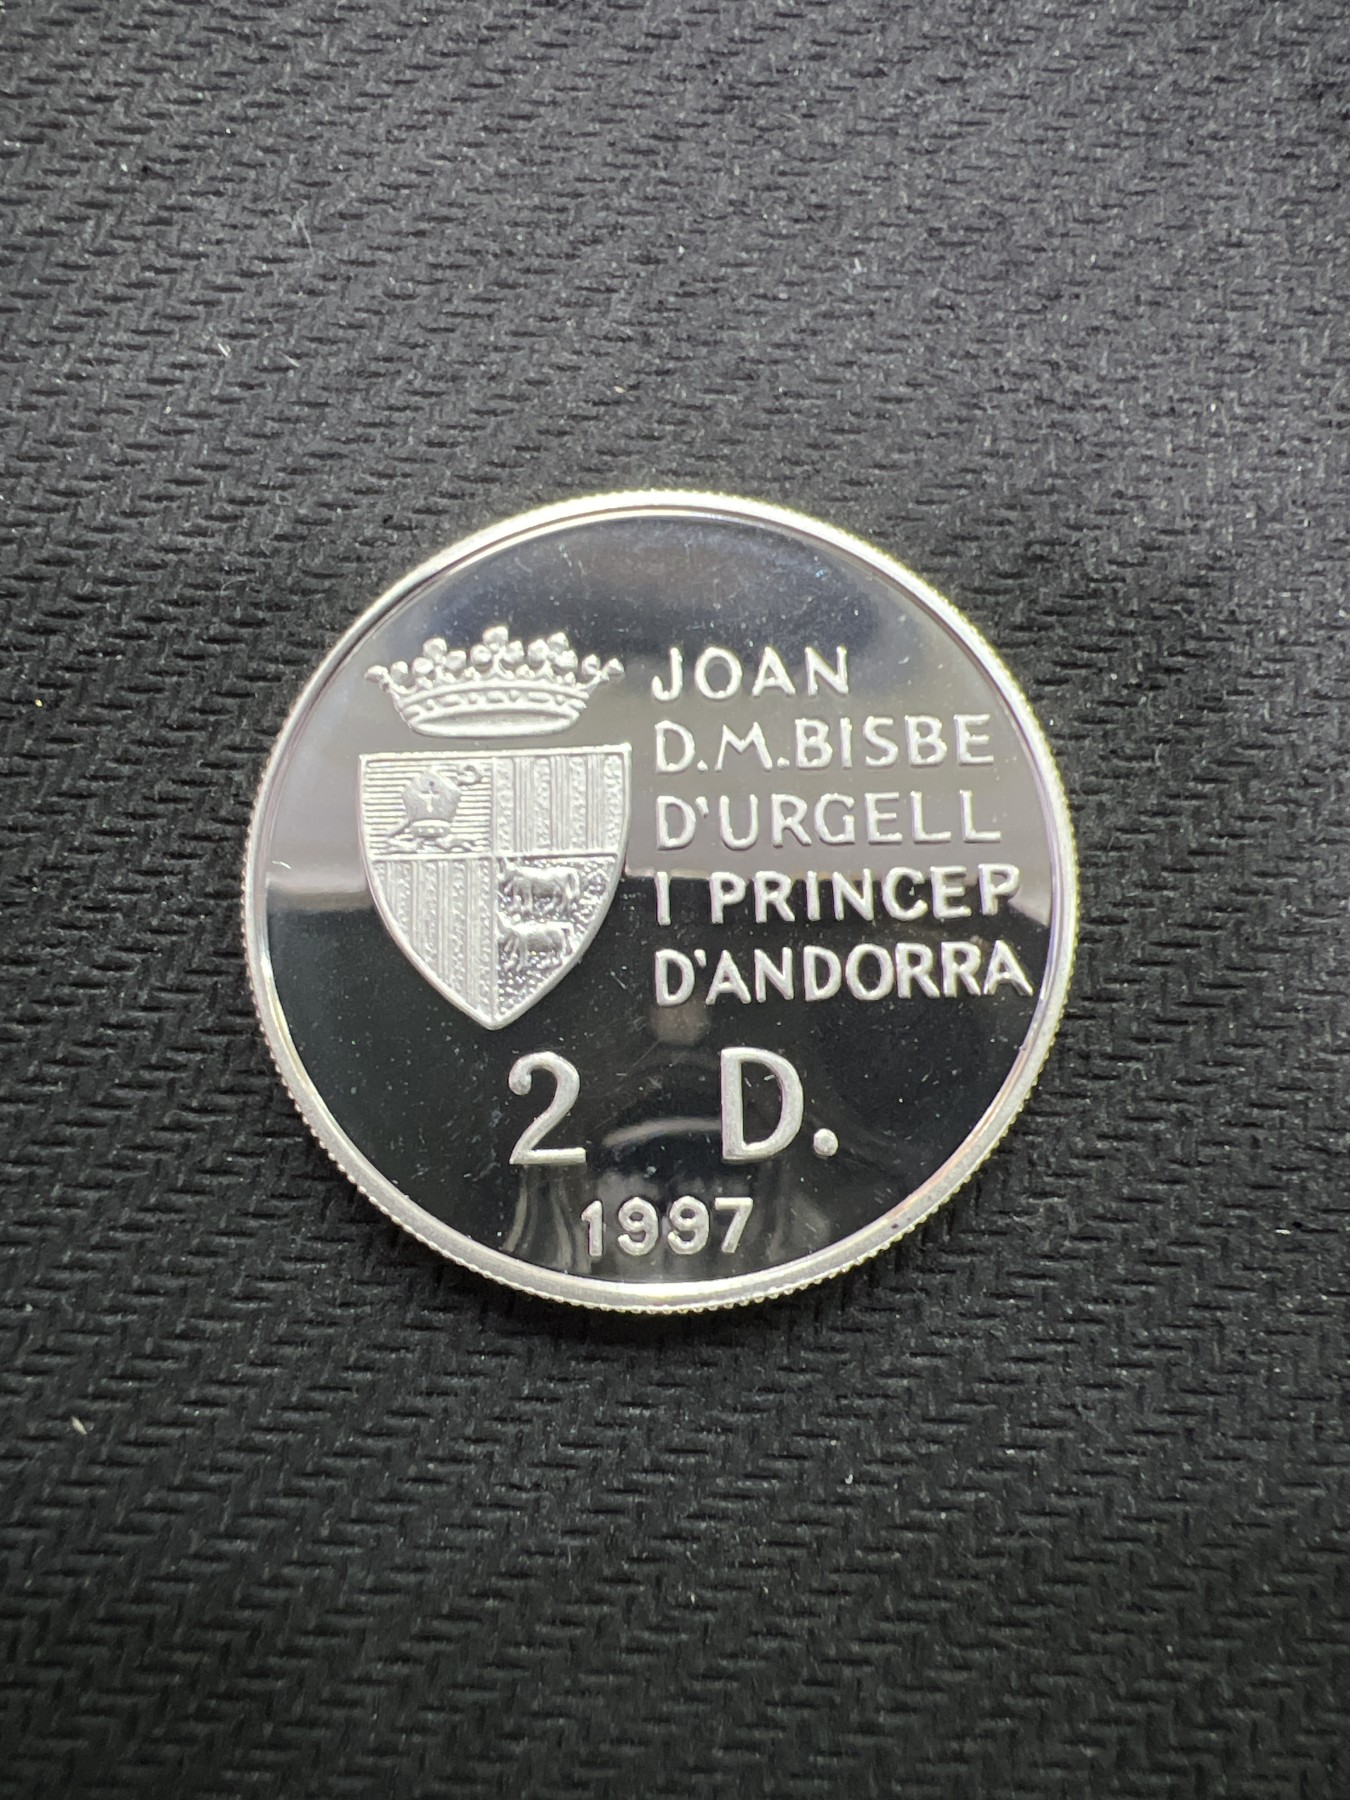 JOAN
D.M.BISBE
D'URGELL
I PRINCEP
D'ANDORRA
2 D.
1997